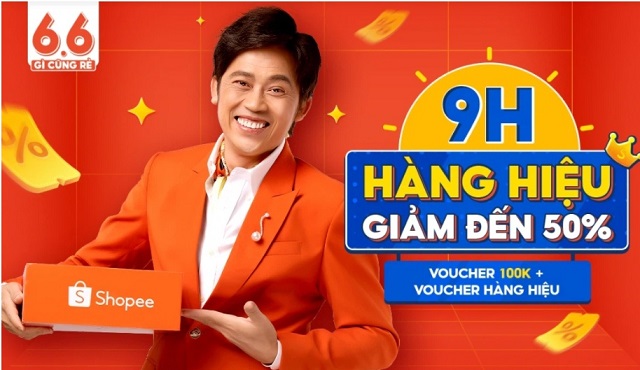 6.6
GÌ CŨNG RẺ
9H
HÀNG HIỆU
GIẢM ĐẾN 50%
VOUCHER 100K +
VOUCHER HÀNG HIỆU
S Shopee